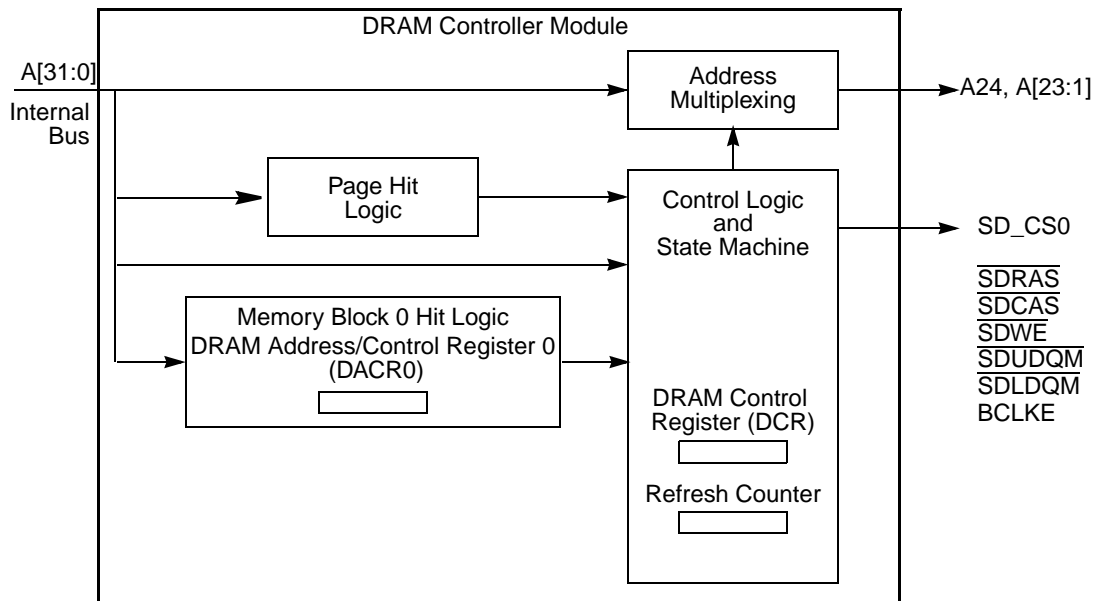 DRAM Controller Module
A[31:0]
Internal
Bus
Address
Multiplexing
A24, A[23:1]
Page Hit
Logic
Control Logic
and
State Machine
SD_CS0
SDRAS
SDCAS
SDWE
SDUDQM
SDLDQM
BCLKE
Memory Block 0 Hit Logic
DRAM Address/Control Register 0
(DACR0)
DRAM Control
Register (DCR)
Refresh Counter